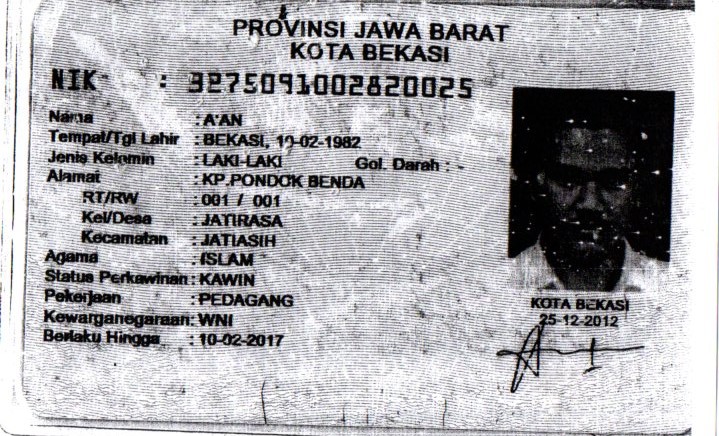 PROVINSI JAWA BARAT
KOTA BEKASI
NIK : 3275091002820025
Nama : A'AN
Tempat/Tgl Lahir : BEKASI, 10-02-1982
Jenis Kelamin : LAKI-LAKI Gol. Darah : -
Alamat : KP.PONDOK BENDA
RT/RW : 001 / 001
Kel/Desa : JATIRASA
Kecamatan : JATIASIH
Agama : ISLAM
Status Perkawinan: KAWIN
Pekerjaan : PEDAGANG
Kewarganegaraan: WNI
Berlaku Hingga : 10-02-2017
KOTA BEKASI
25-12-2012